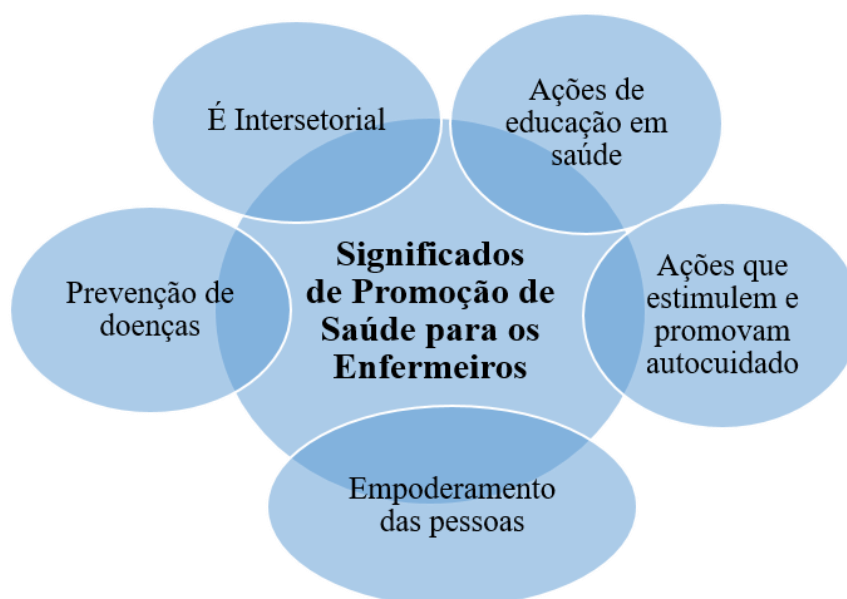 É Intersetorial
Ações de
educação em
saúde
Significados
de Promoção de
Saúde para os
Enfermeiros
Prevenção de
doenças
Ações que
estimulem e
promovam
autocuidado
Empoderamento
das pessoas